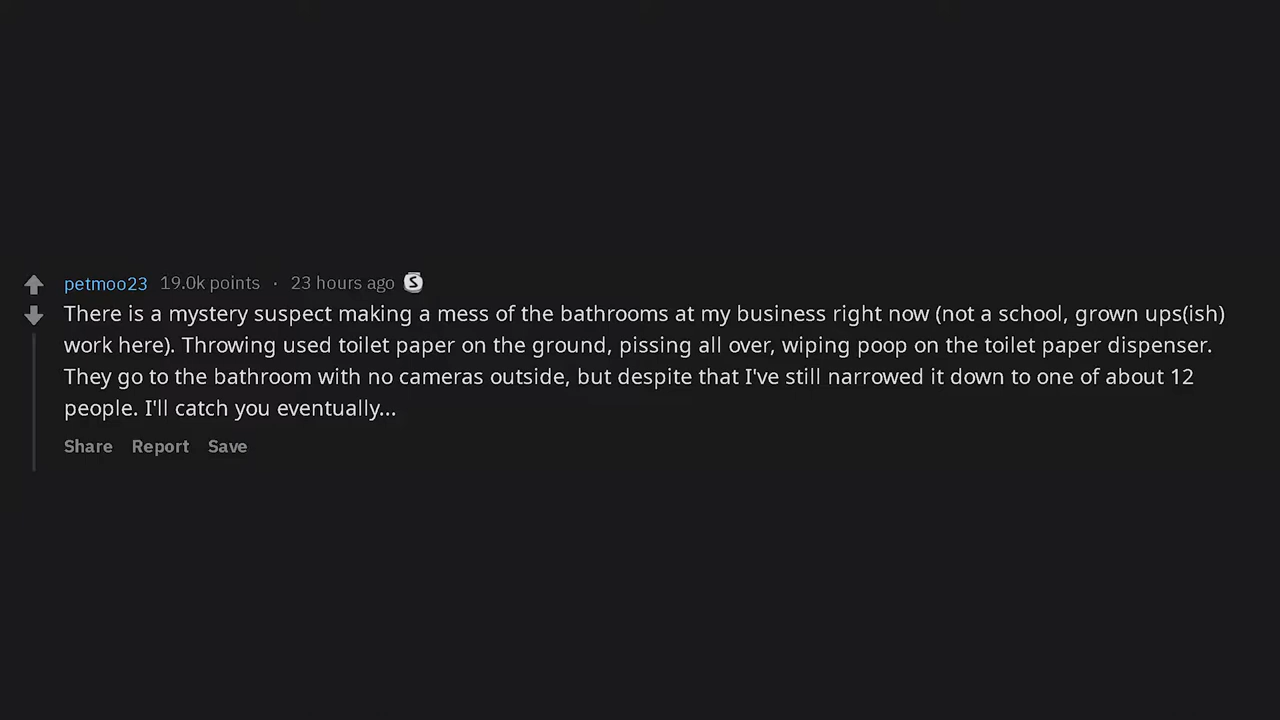 petmoo23 19.0k points · 23 hours ago S
There is a mystery suspect making a mess of the bathrooms at my business right now (not a school, grown ups(ish)
work here). Throwing used toilet paper on the ground, pissing all over, wiping poop on the toilet paper dispenser.
They go to the bathroom with no cameras outside, but despite that I've still narrowed it down to one of about 12
people. I'll catch you eventually...
Share Report Save